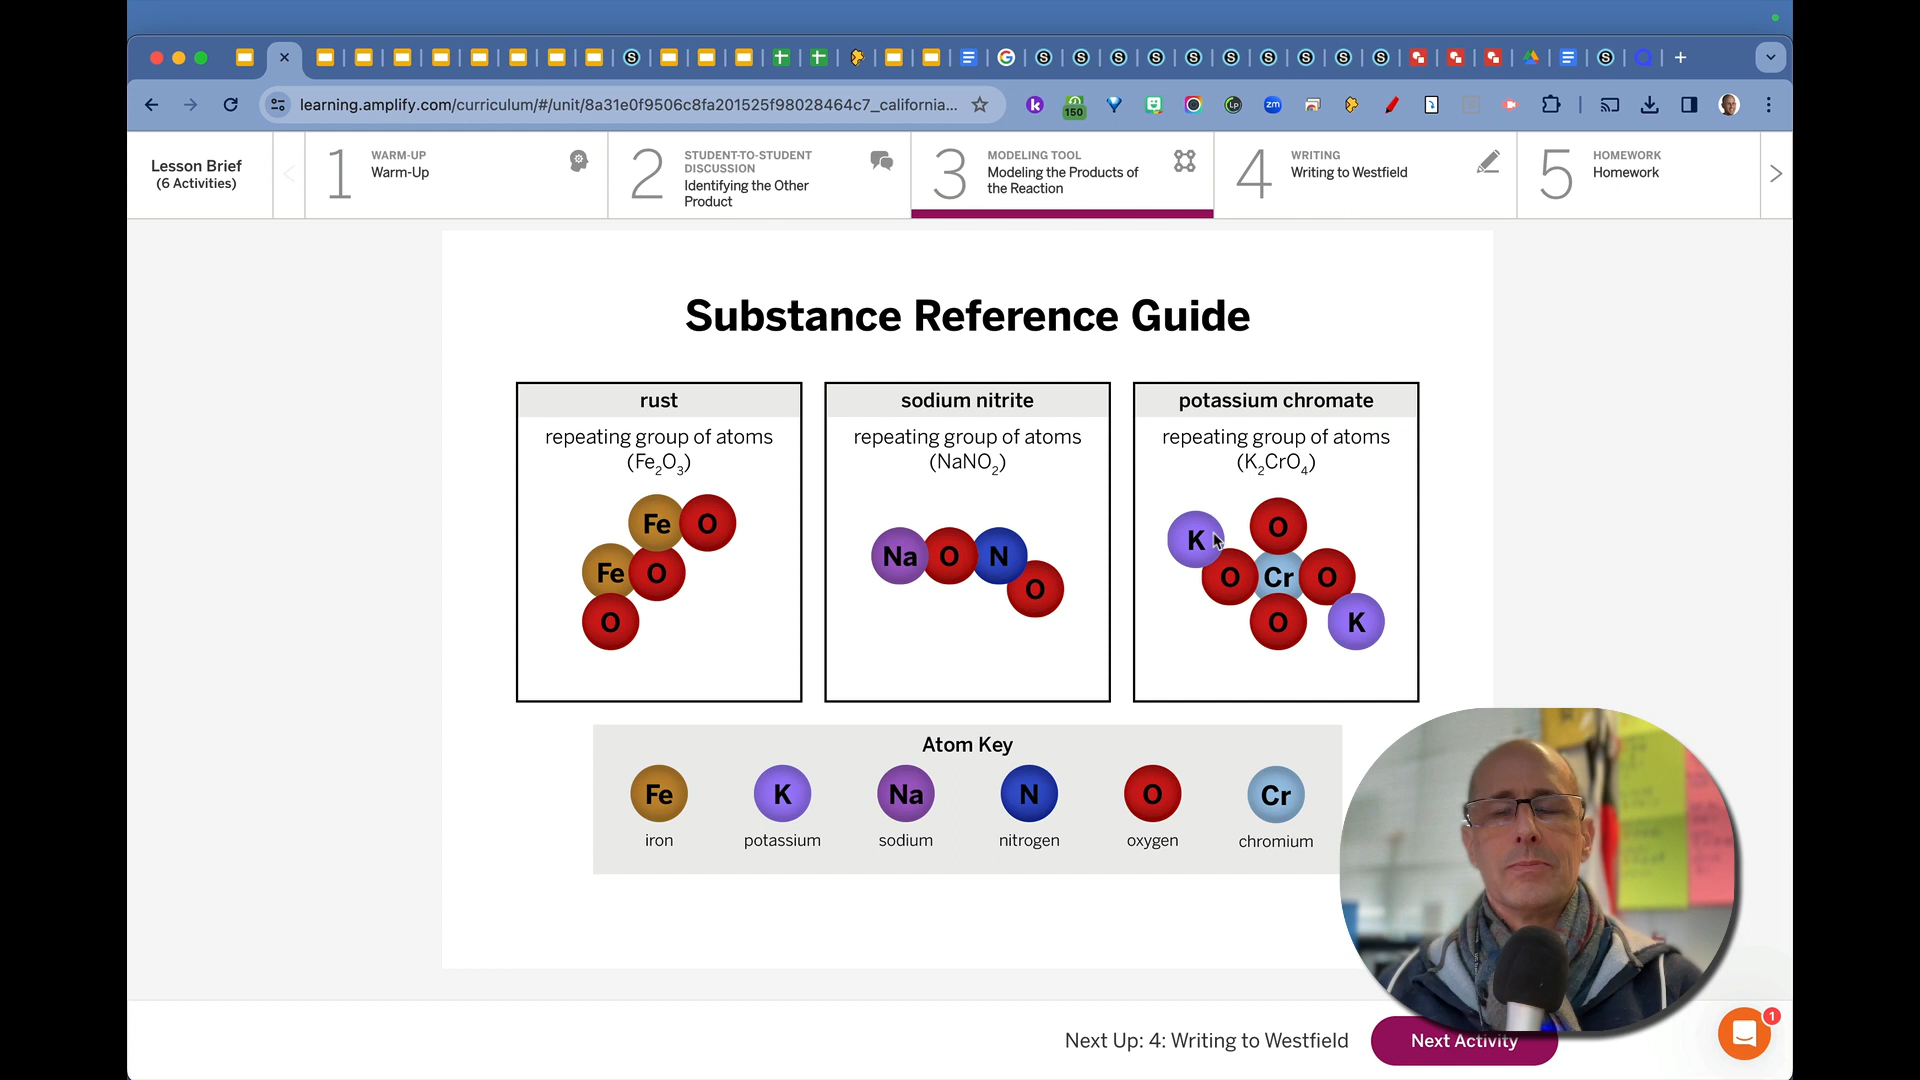 learning.amplify.com/curriculum/#/unit/8a31e0f9506c8fa201525f98028464c7_california...
150
zm
Lesson Brief
(6 Activities)
1
WARM-UP
Warm-Up
2
STUDENT-TO-STUDENT
DISCUSSION
Identifying the Other
Product
3
MODELING TOOL
Modeling the Products of
the Reaction
4
WRITING
Writing to Westfield
5
HOMEWORK
Homework
Substance Reference Guide
rust
repeating group of atoms
(Fe₂O₃)
Fe O
Fe O
O
sodium nitrite
repeating group of atoms
(NaNO₂)
Na O N
O
potassium chromate
repeating group of atoms
(K₂CrO₄)
K O
O Cr O
O K
Atom Key
Fe K Na N O Cr
iron potassium sodium nitrogen oxygen chromium
Next Up: 4: Writing to Westfield
Next Activity
1